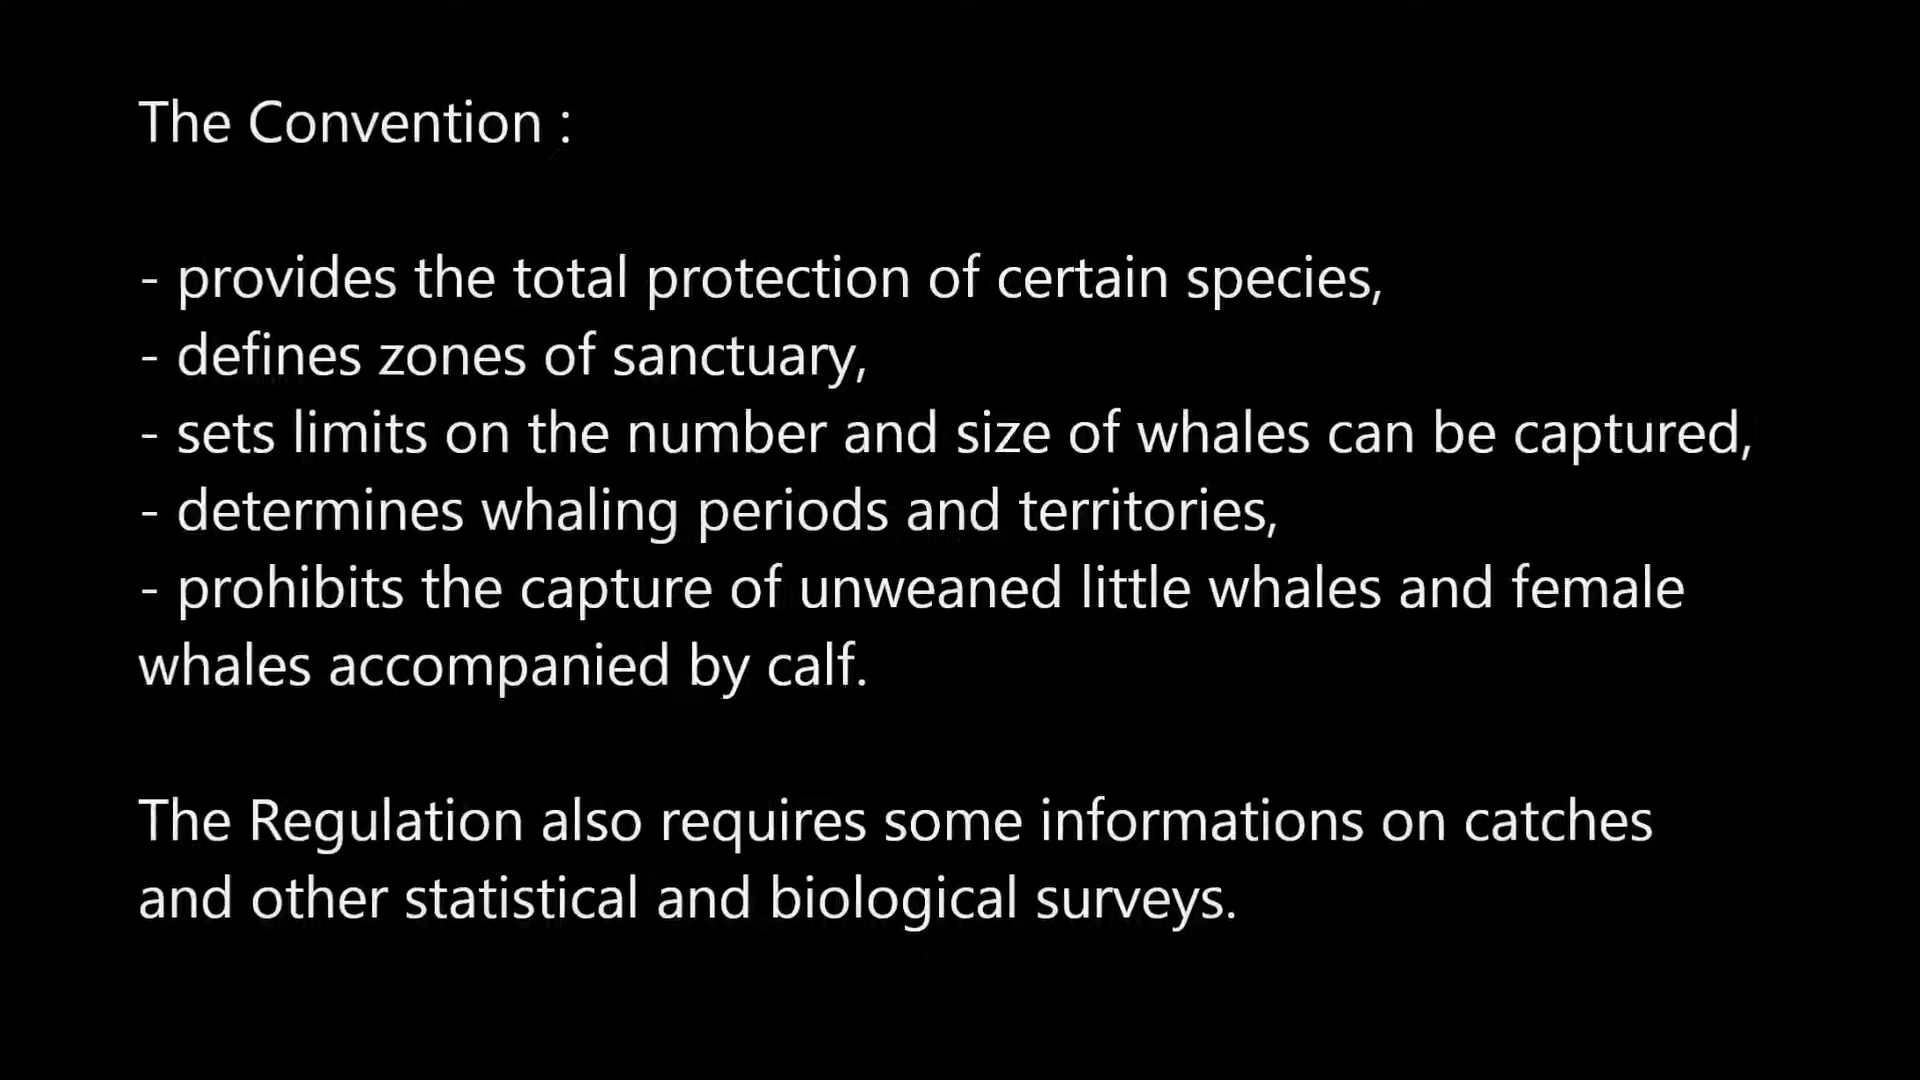 The Convention :
- provides the total protection of certain species,
- defines zones of sanctuary,
- sets limits on the number and size of whales can be captured,
- determines whaling periods and territories,
- prohibits the capture of unweaned little whales and female
whales accompanied by calf.
The Regulation also requires some informations on catches
and other statistical and biological surveys.